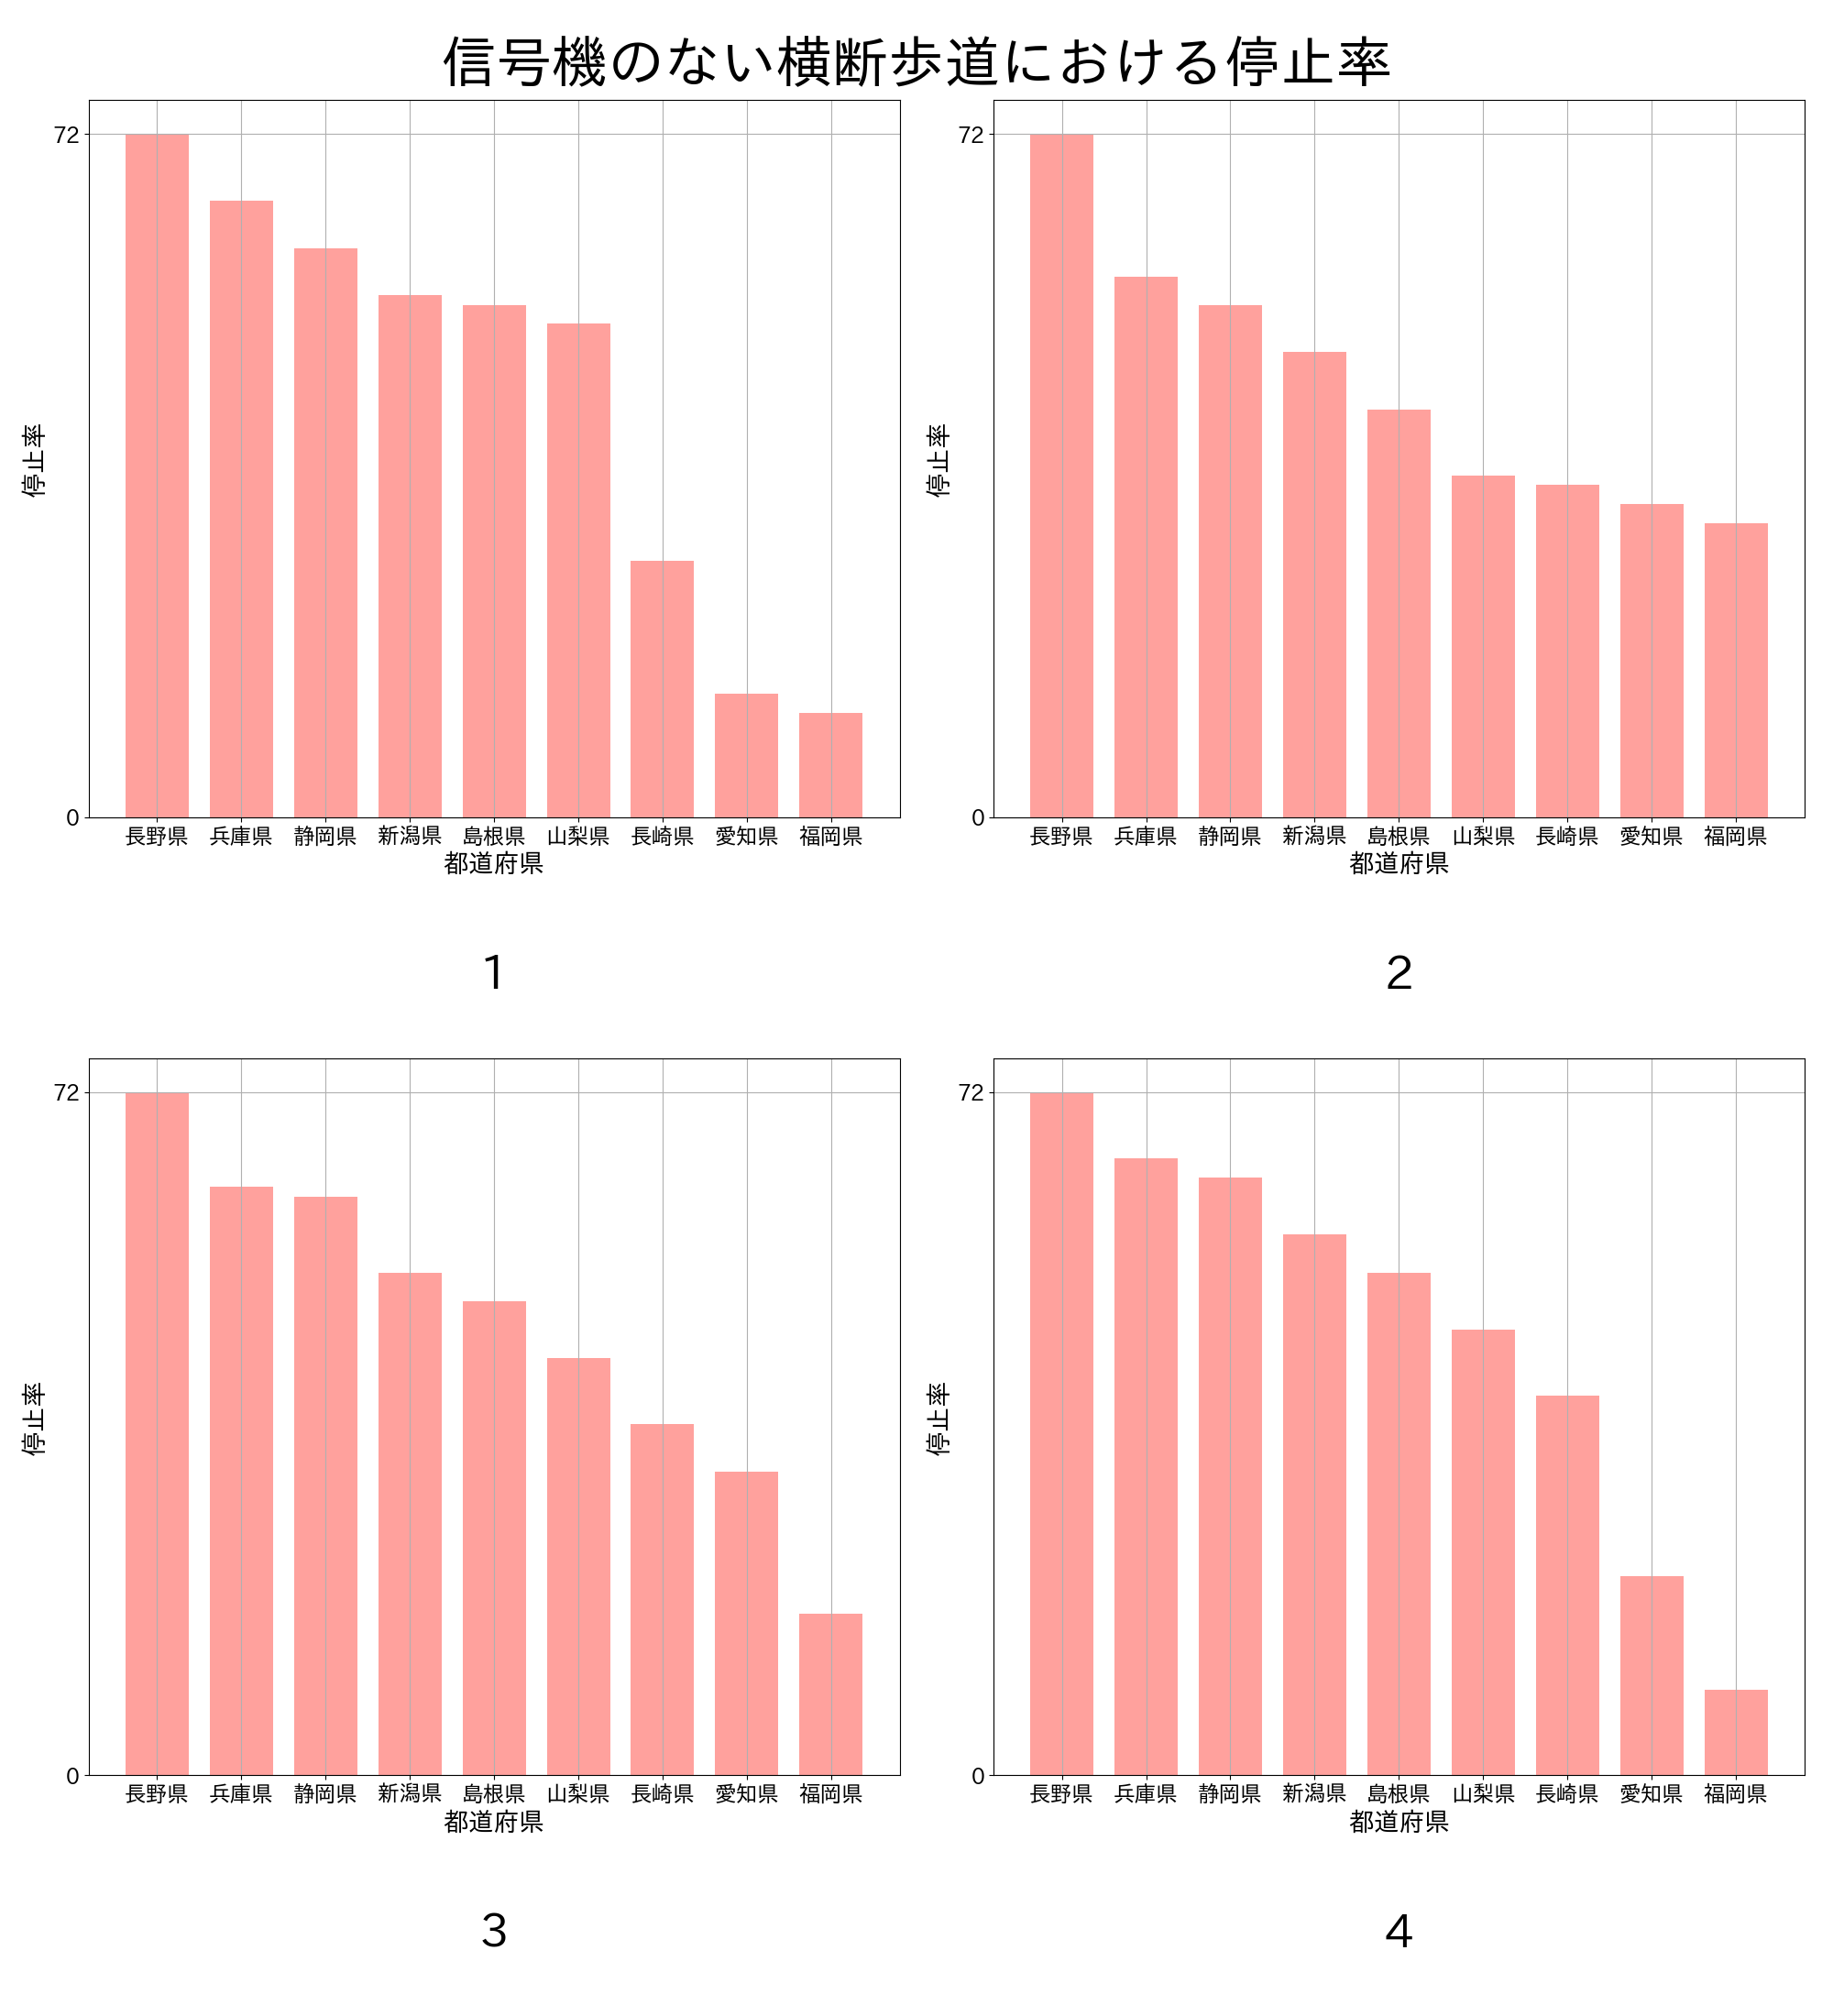 信号機のない横断歩道における停止率
72
0
停止率
長野県 兵庫県 静岡県 新潟県 島根県 山梨県 長崎県 愛知県 福岡県
都道府県
1
72
0
停止率
長野県 兵庫県 静岡県 新潟県 島根県 山梨県 長崎県 愛知県 福岡県
都道府県
2
72
0
停止率
長野県 兵庫県 静岡県 新潟県 島根県 山梨県 長崎県 愛知県 福岡県
都道府県
3
72
0
停止率
長野県 兵庫県 静岡県 新潟県 島根県 山梨県 長崎県 愛知県 福岡県
都道府県
4